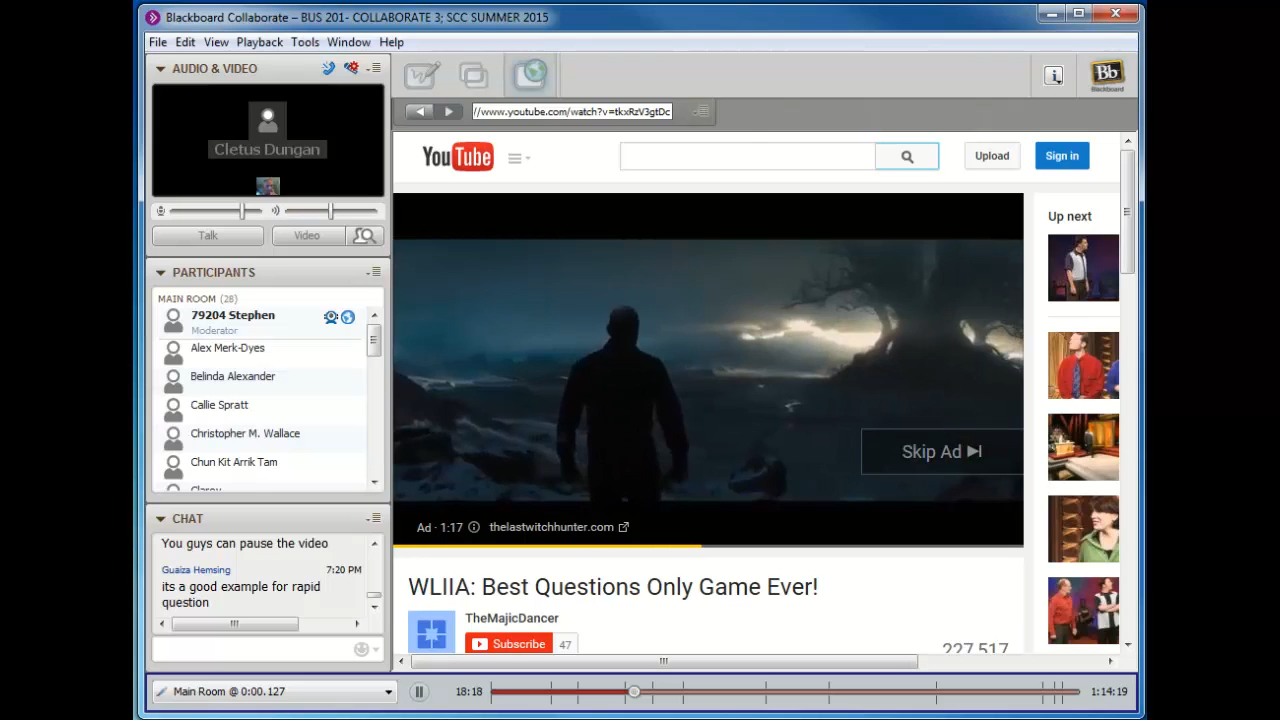 Blackboard Collaborate – BUS 201- COLLABORATE 3; SCC SUMMER 2015
File Edit View Playback Tools Window Help
AUDIO & VIDEO
Cletus Dungan
Talk Video
PARTICIPANTS
MAIN ROOM (28)
79204 Stephen
Moderator
Alex Merk-Dyes
Belinda Alexander
Callie Spratt
Christopher M. Wallace
Chun Kit Arrik Tam
CHAT
You guys can pause the video
Guaiza Hemsing 7:20 PM
its a good example for rapid
question
Main Room @ 0:00.127
Bb
Blackboard
//www.youtube.com/watch?v=tkxRzV3gtDc
YouTube
Upload Sign in
Up next
Skip Ad
Ad · 1:17 thelastwitchhunter.com
WLIIA: Best Questions Only Game Ever!
TheMajicDancer
Subscribe 47
227,517
18:18 1:14:19